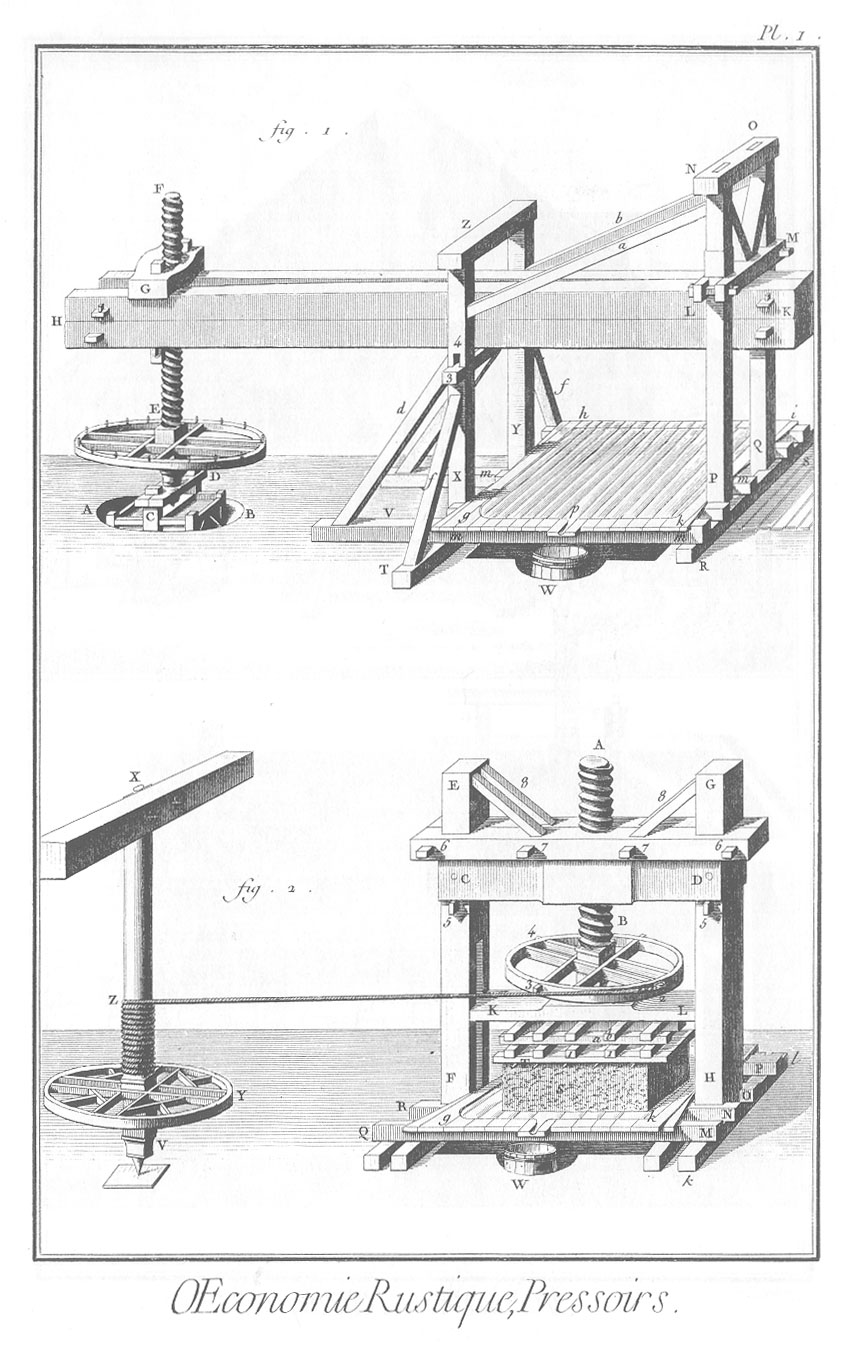 Pl. 1.
fig. 1.
O
N
F
Z
b
a
M
G
L
K
H
4
3
E
d
f
h
i
Y
Q
D
X
m
P
S
A
C
B
V
f
g
p
k
m
m
m
T
R
W
A
X
E
8
8
G
6
7
7
6
fig. 2.
C
D
5
B
5
4
3
2
Z
K
L
a
b
T
l
F
S
H
P
Y
R
O
g
k
N
Q
M
V
W
k
OEconomie Rustique, Pressoirs.